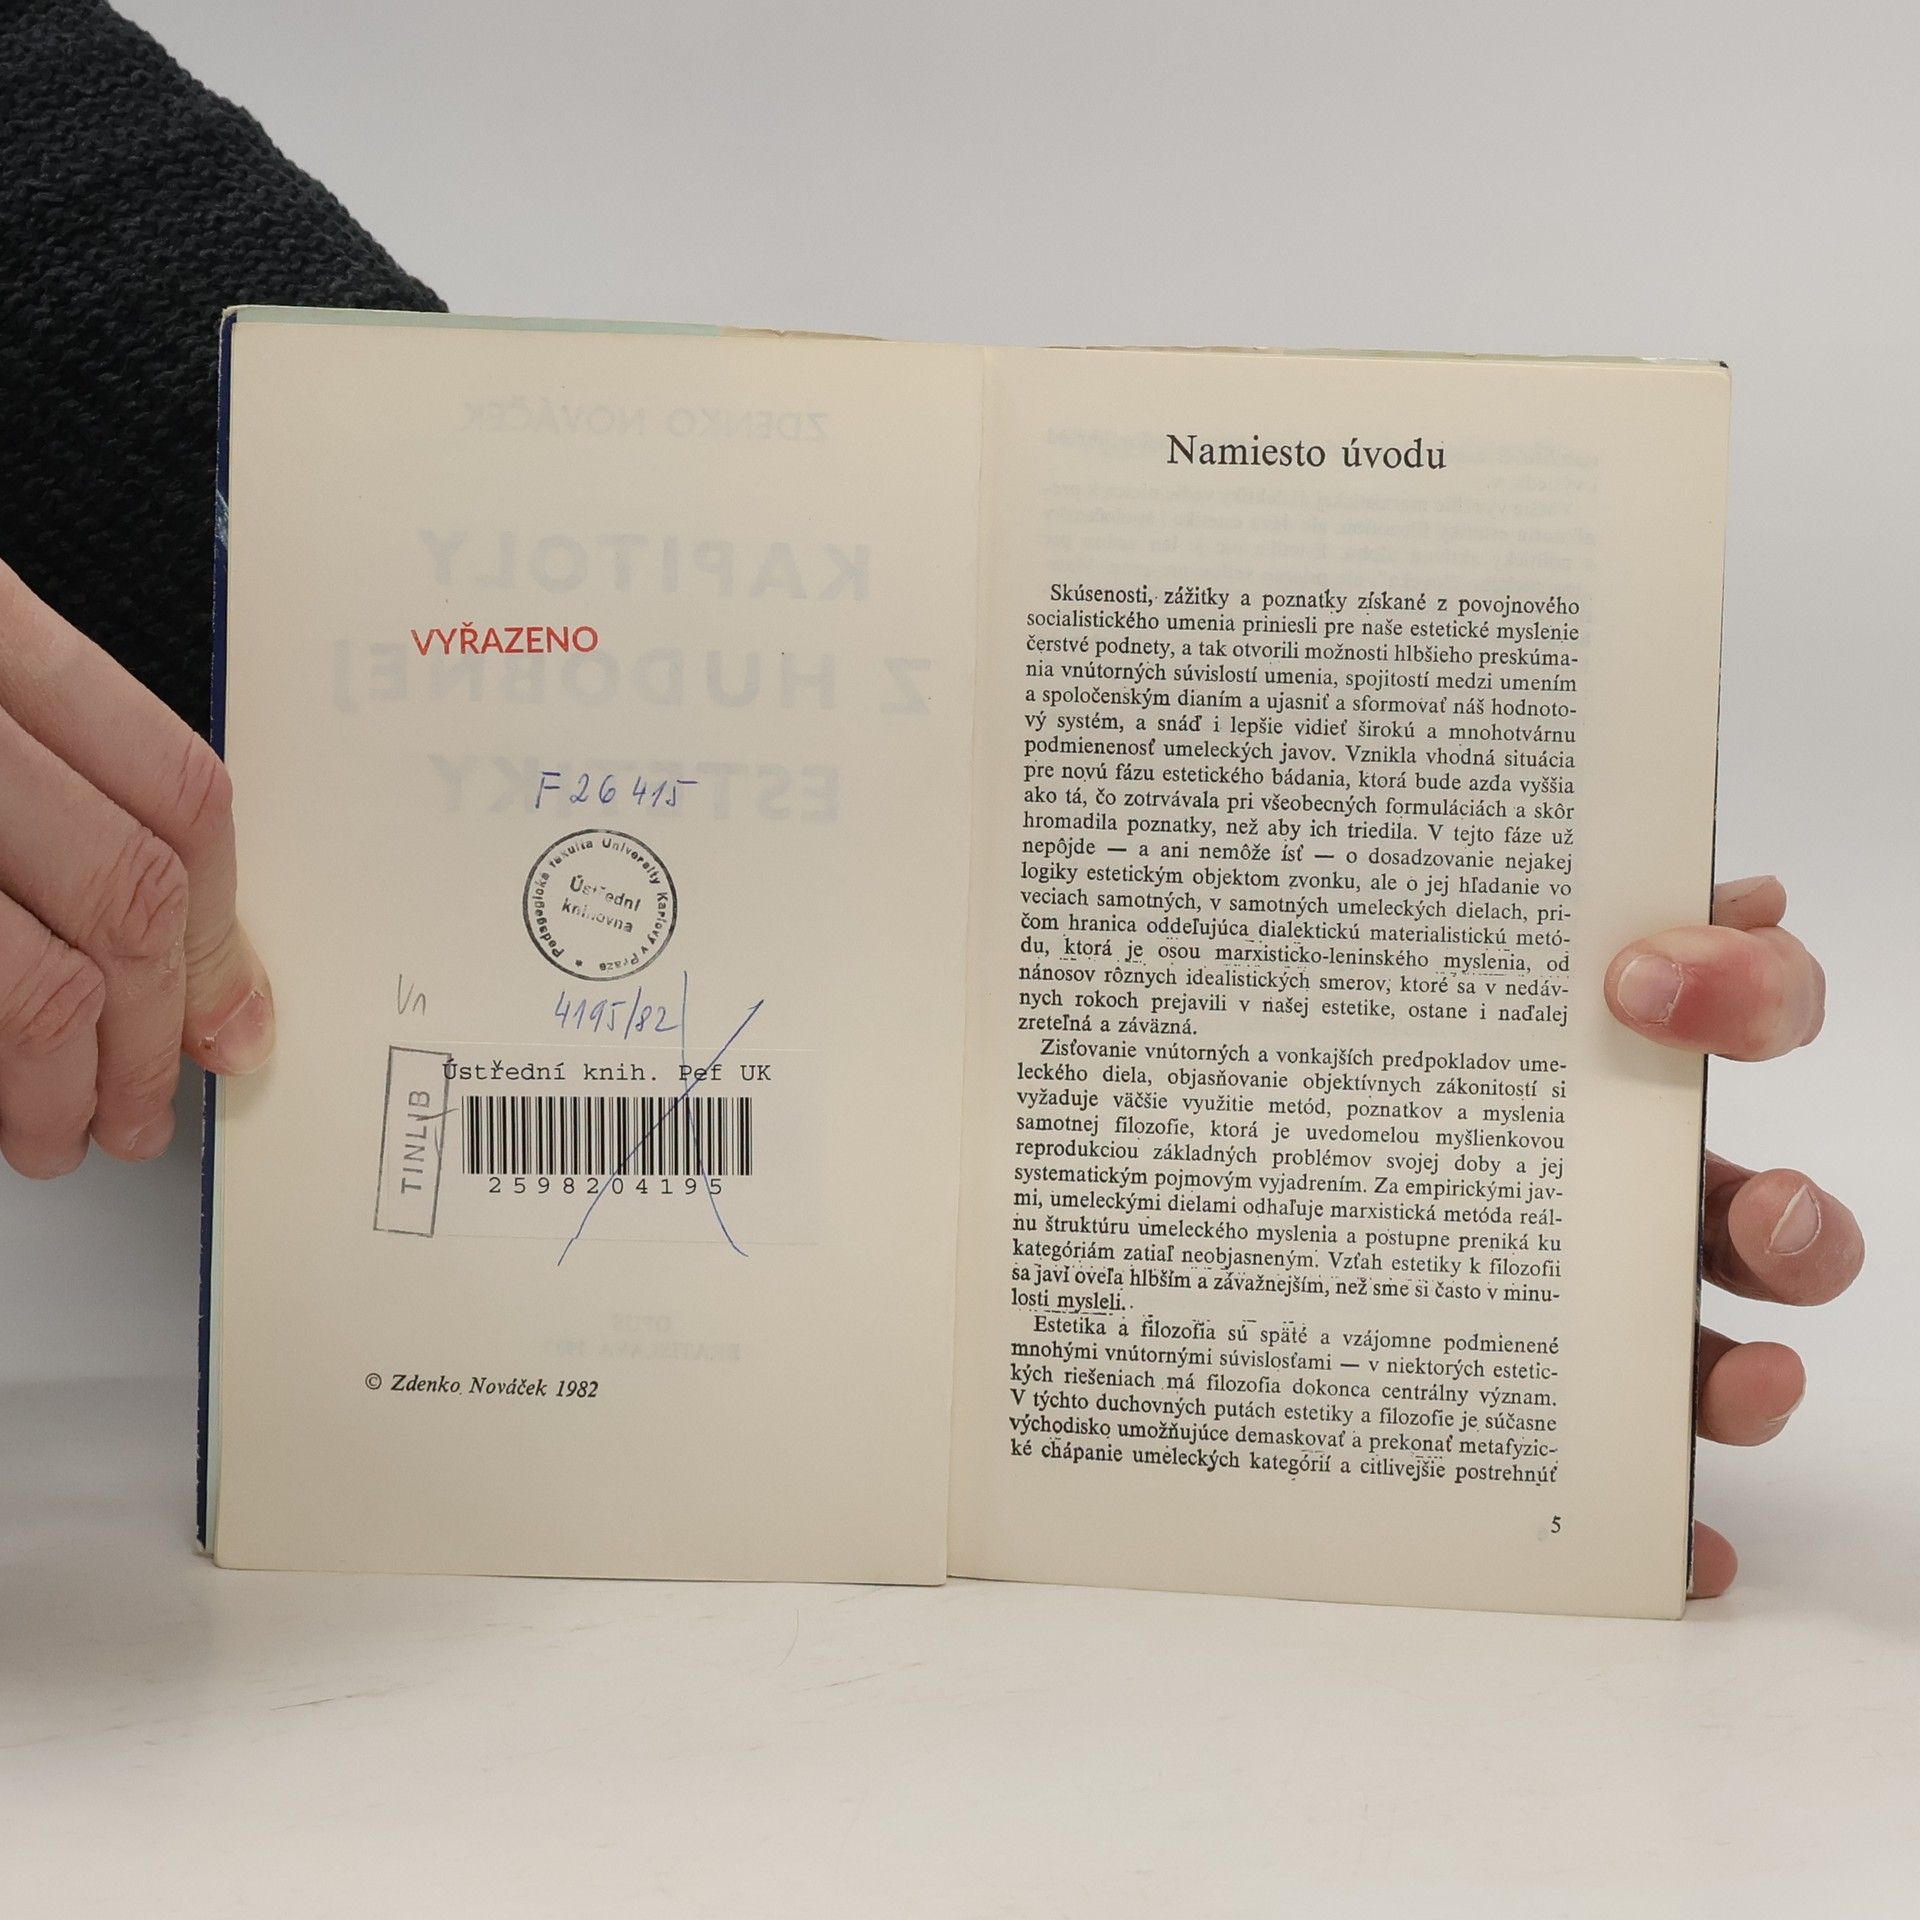 ZDENKO NOVÁČEK
KAPITOLY
VYŘAZENO
Z HUDOBNEJ
ESTETIKY
F 26 415
Pedagogická fakulta University Karlovy v Praze *
Ústřední
knihovna
Vn
4195/82
TINLIB
Ústřední knih. Pef UK
2598204195
OPUS
BRATISLAVA
© Zdenko Nováček 1982
Namiesto úvodu
Skúsenosti, zážitky a poznatky získané z povojnového
socialistického umenia priniesli pre naše estetické myslenie
čerstvé podnety, a tak otvorili možnosti hlbšieho preskúma-
nia vnútorných súvislostí umenia, spojitostí medzi umením
a spoločenským dianím a ujasniť a sformovať náš hodnoto-
vý systém, a snáď i lepšie vidieť širokú a mnohotvárnu
podmienenosť umeleckých javov. Vznikla vhodná situácia
pre novú fázu estetického bádania, ktorá bude azda vyššia
ako tá, čo zotrvávala pri všeobecných formuláciách a skôr
hromadila poznatky, než aby ich triedila. V tejto fáze už
nepôjde — a ani nemôže ísť — o dosadzovanie nejakej
logiky estetickým objektom zvonku, ale o jej hľadanie vo
veciach samotných, v samotných umeleckých dielach, pri-
čom hranica oddeľujúca dialektickú materialistickú metó-
du, ktorá je osou marxisticko-leninského myslenia, od
nánosov rôznych idealistických smerov, ktoré sa v nedáv-
nych rokoch prejavili v našej estetike, ostane i naďalej
zreteľná a záväzná.
Zisťovanie vnútorných a vonkajších predpokladov ume-
leckého diela, objasňovanie objektívnych zákonitostí si
vyžaduje väčšie využitie metód, poznatkov a myslenia
samotnej filozofie, ktorá je uvedomelou myšlienkovou
reprodukciou základných problémov svojej doby a jej
systematickým pojmovým vyjadrením. Za empirickými jav-
mi, umeleckými dielami odhaľuje marxistická metóda reál-
nu štruktúru umeleckého myslenia a postupne preniká ku
kategóriám zatiaľ neobjasneným. Vzťah estetiky k filozofii
sa javí oveľa hlbším a závažnejším, než sme si často v minu-
losti mysleli.
Estetika a filozofia sú späté a vzájomne podmienené
mnohými vnútornými súvislosťami — v niektorých estetic-
kých riešeniach má filozofia dokonca centrálny význam.
V týchto duchovných putách estetiky a filozofie je súčasne
východisko umožňujúce demaskovať a prekonať metafyzic-
ké chápanie umeleckých kategórií a citlivejšie postrehnúť
5